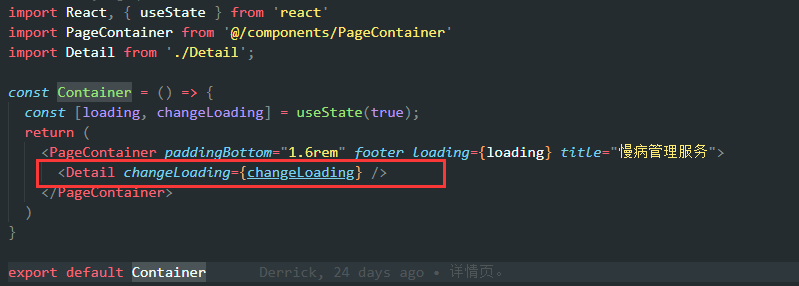 import React, { useState } from 'react'
import PageContainer from '@/components/PageContainer'
import Detail from './Detail';
const Container = () => {
const [loading, changeLoading] = useState(true);
return (
<PageContainer paddingBottom="1.6rem" footer loading={loading} title="慢病管理服务">
<Detail changeLoading={changeLoading} />
</PageContainer>
)
}
export default Container Derrick, 24 days ago • 详情页。